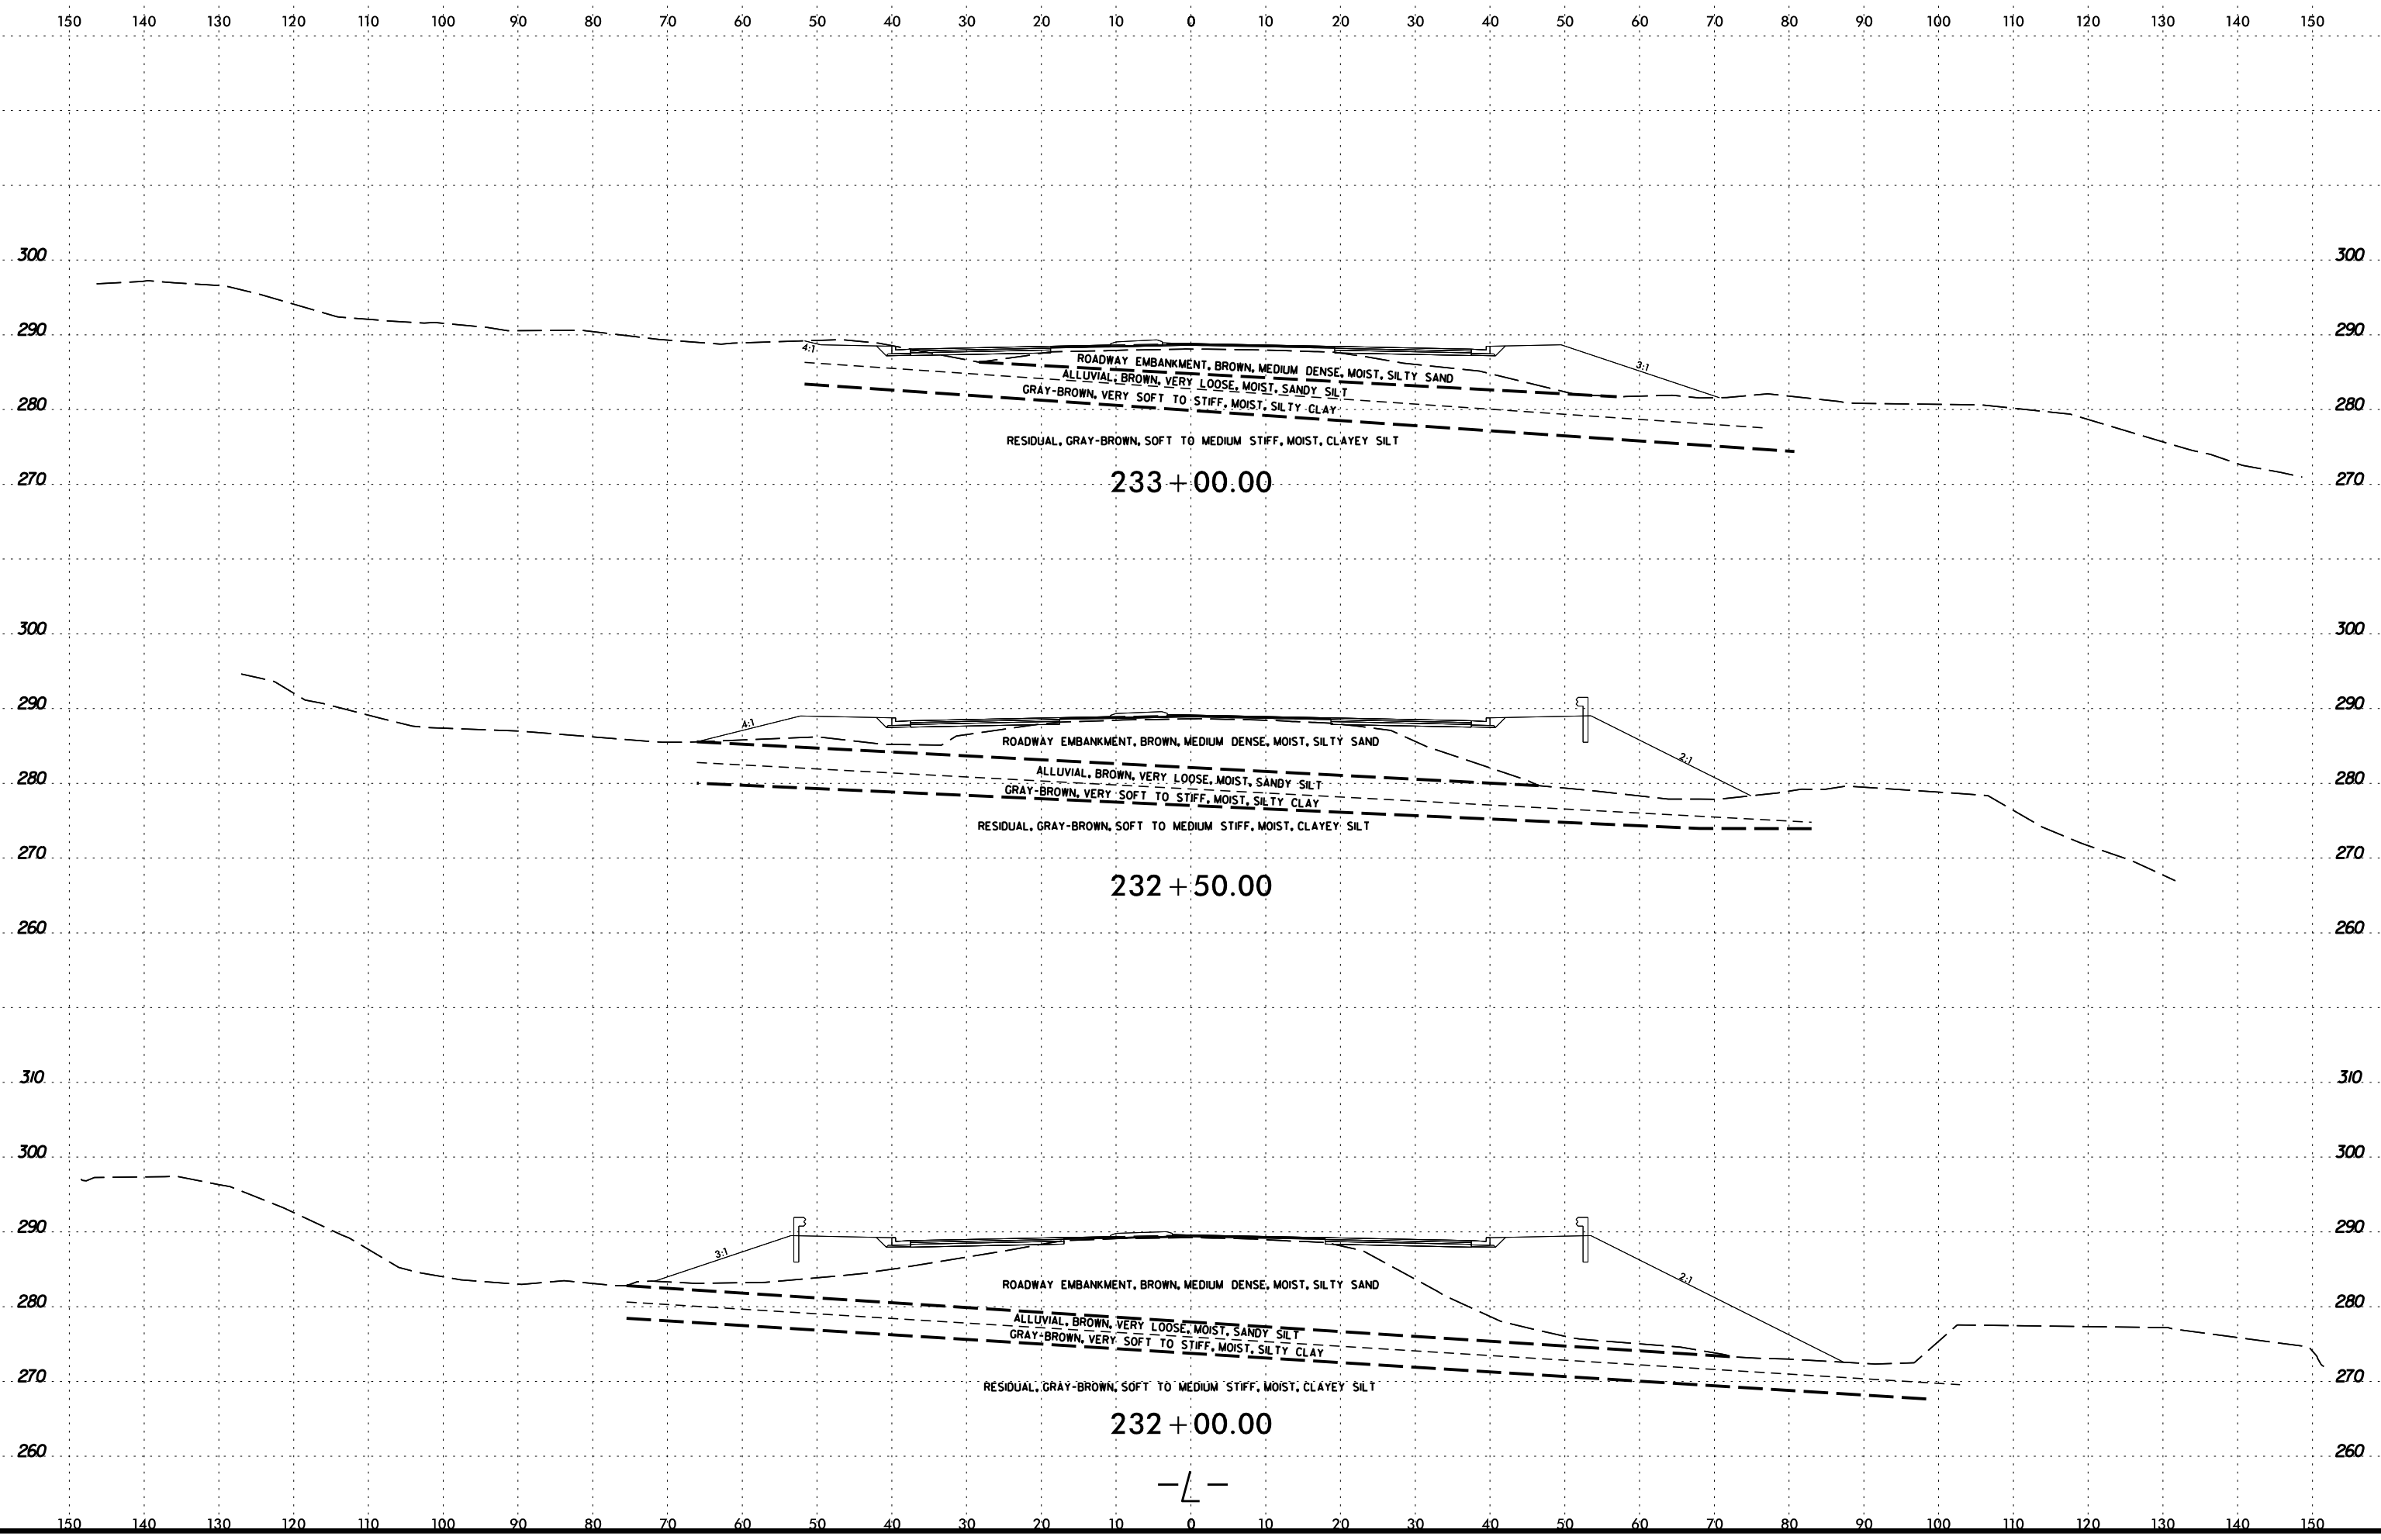 150 140 130 120 110 100 90 80 70 60 50 40 30 20 10 0 10 20 30 40 50 60 70 80 90 100 110 120 130 140 150
300 300
290 290
4:1 3:1
ROADWAY EMBANKMENT, BROWN, MEDIUM DENSE, MOIST, SILTY SAND
ALLUVIAL, BROWN, VERY LOOSE, MOIST, SANDY SILT
GRAY-BROWN, VERY SOFT TO STIFF, MOIST, SILTY CLAY
280 280
RESIDUAL, GRAY-BROWN, SOFT TO MEDIUM STIFF, MOIST, CLAYEY SILT
270 270
233+00.00
300 300
290 290
4:1 2:1
ROADWAY EMBANKMENT, BROWN, MEDIUM DENSE, MOIST, SILTY SAND
ALLUVIAL, BROWN, VERY LOOSE, MOIST, SANDY SILT
280 280
GRAY-BROWN, VERY SOFT TO STIFF, MOIST, SILTY CLAY
RESIDUAL, GRAY-BROWN, SOFT TO MEDIUM STIFF, MOIST, CLAYEY SILT
270 270
232+50.00
260 260
310 310
300 300
290 290
3:1 2:1
ROADWAY EMBANKMENT, BROWN, MEDIUM DENSE, MOIST, SILTY SAND
280 280
ALLUVIAL, BROWN, VERY LOOSE, MOIST, SANDY SILT
GRAY-BROWN, VERY SOFT TO STIFF, MOIST, SILTY CLAY
270 270
RESIDUAL, GRAY-BROWN, SOFT TO MEDIUM STIFF, MOIST, CLAYEY SILT
232+00.00
260 260
-L-
150 140 130 120 110 100 90 80 70 60 50 40 30 20 10 0 10 20 30 40 50 60 70 80 90 100 110 120 130 140 150